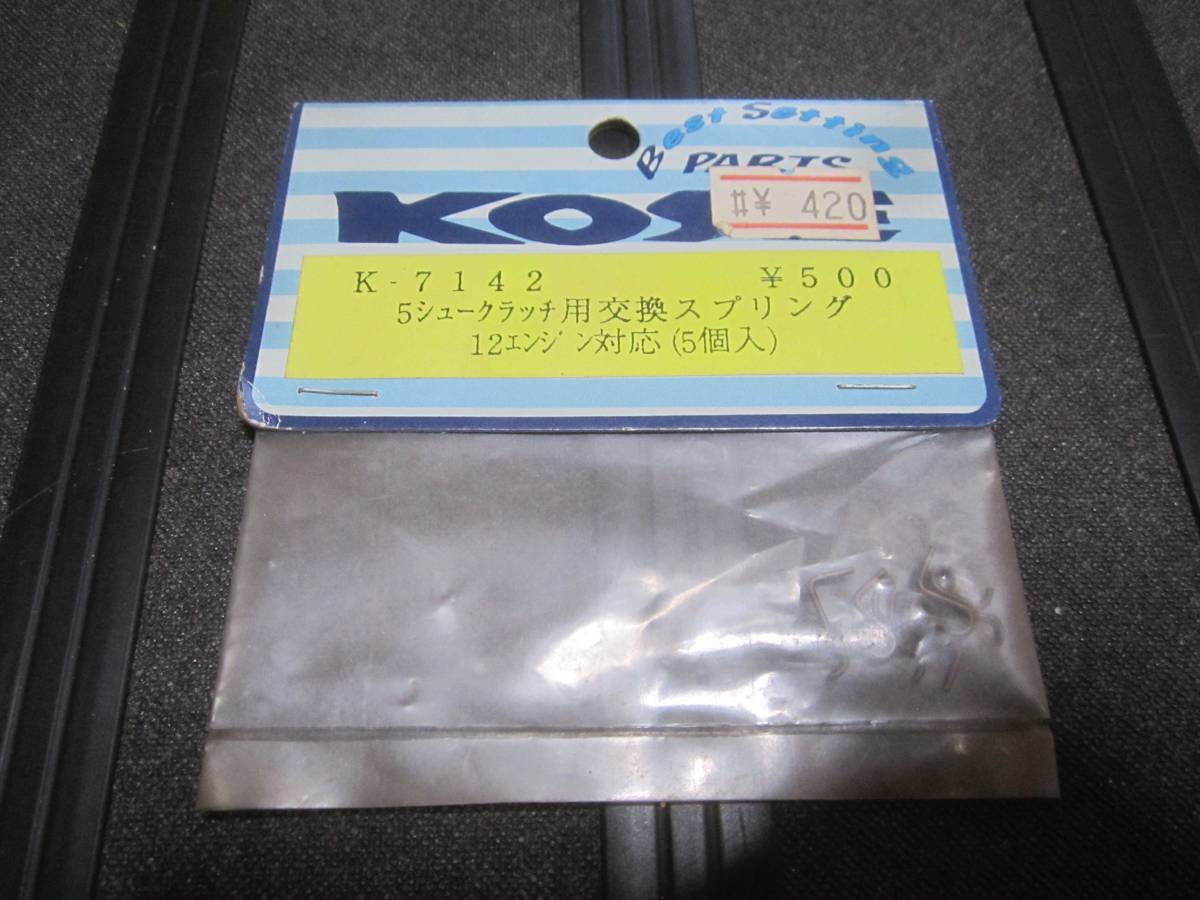 Best Setting
PARTS
#¥ 420
K-7142 ¥500
5シュークラッチ用交換スプリング
12エンジン対応(5個入)